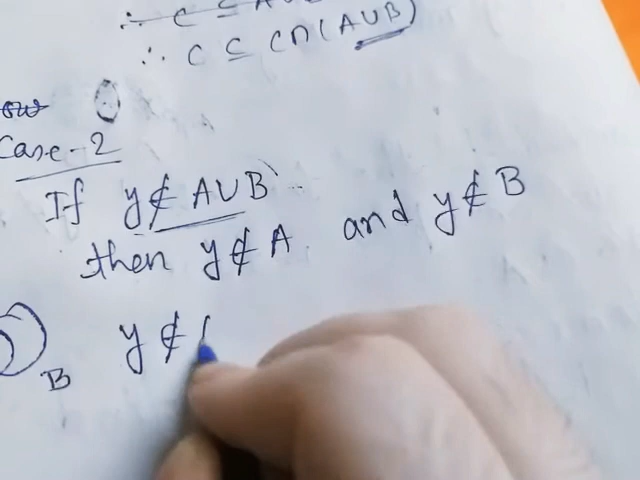 ∴ C ⊆ A∪
∴ C ⊆ C∩(A∪B)
Case-2
If y∉ A∪B
then y∉ A and y∉ B
y ∉ (
B